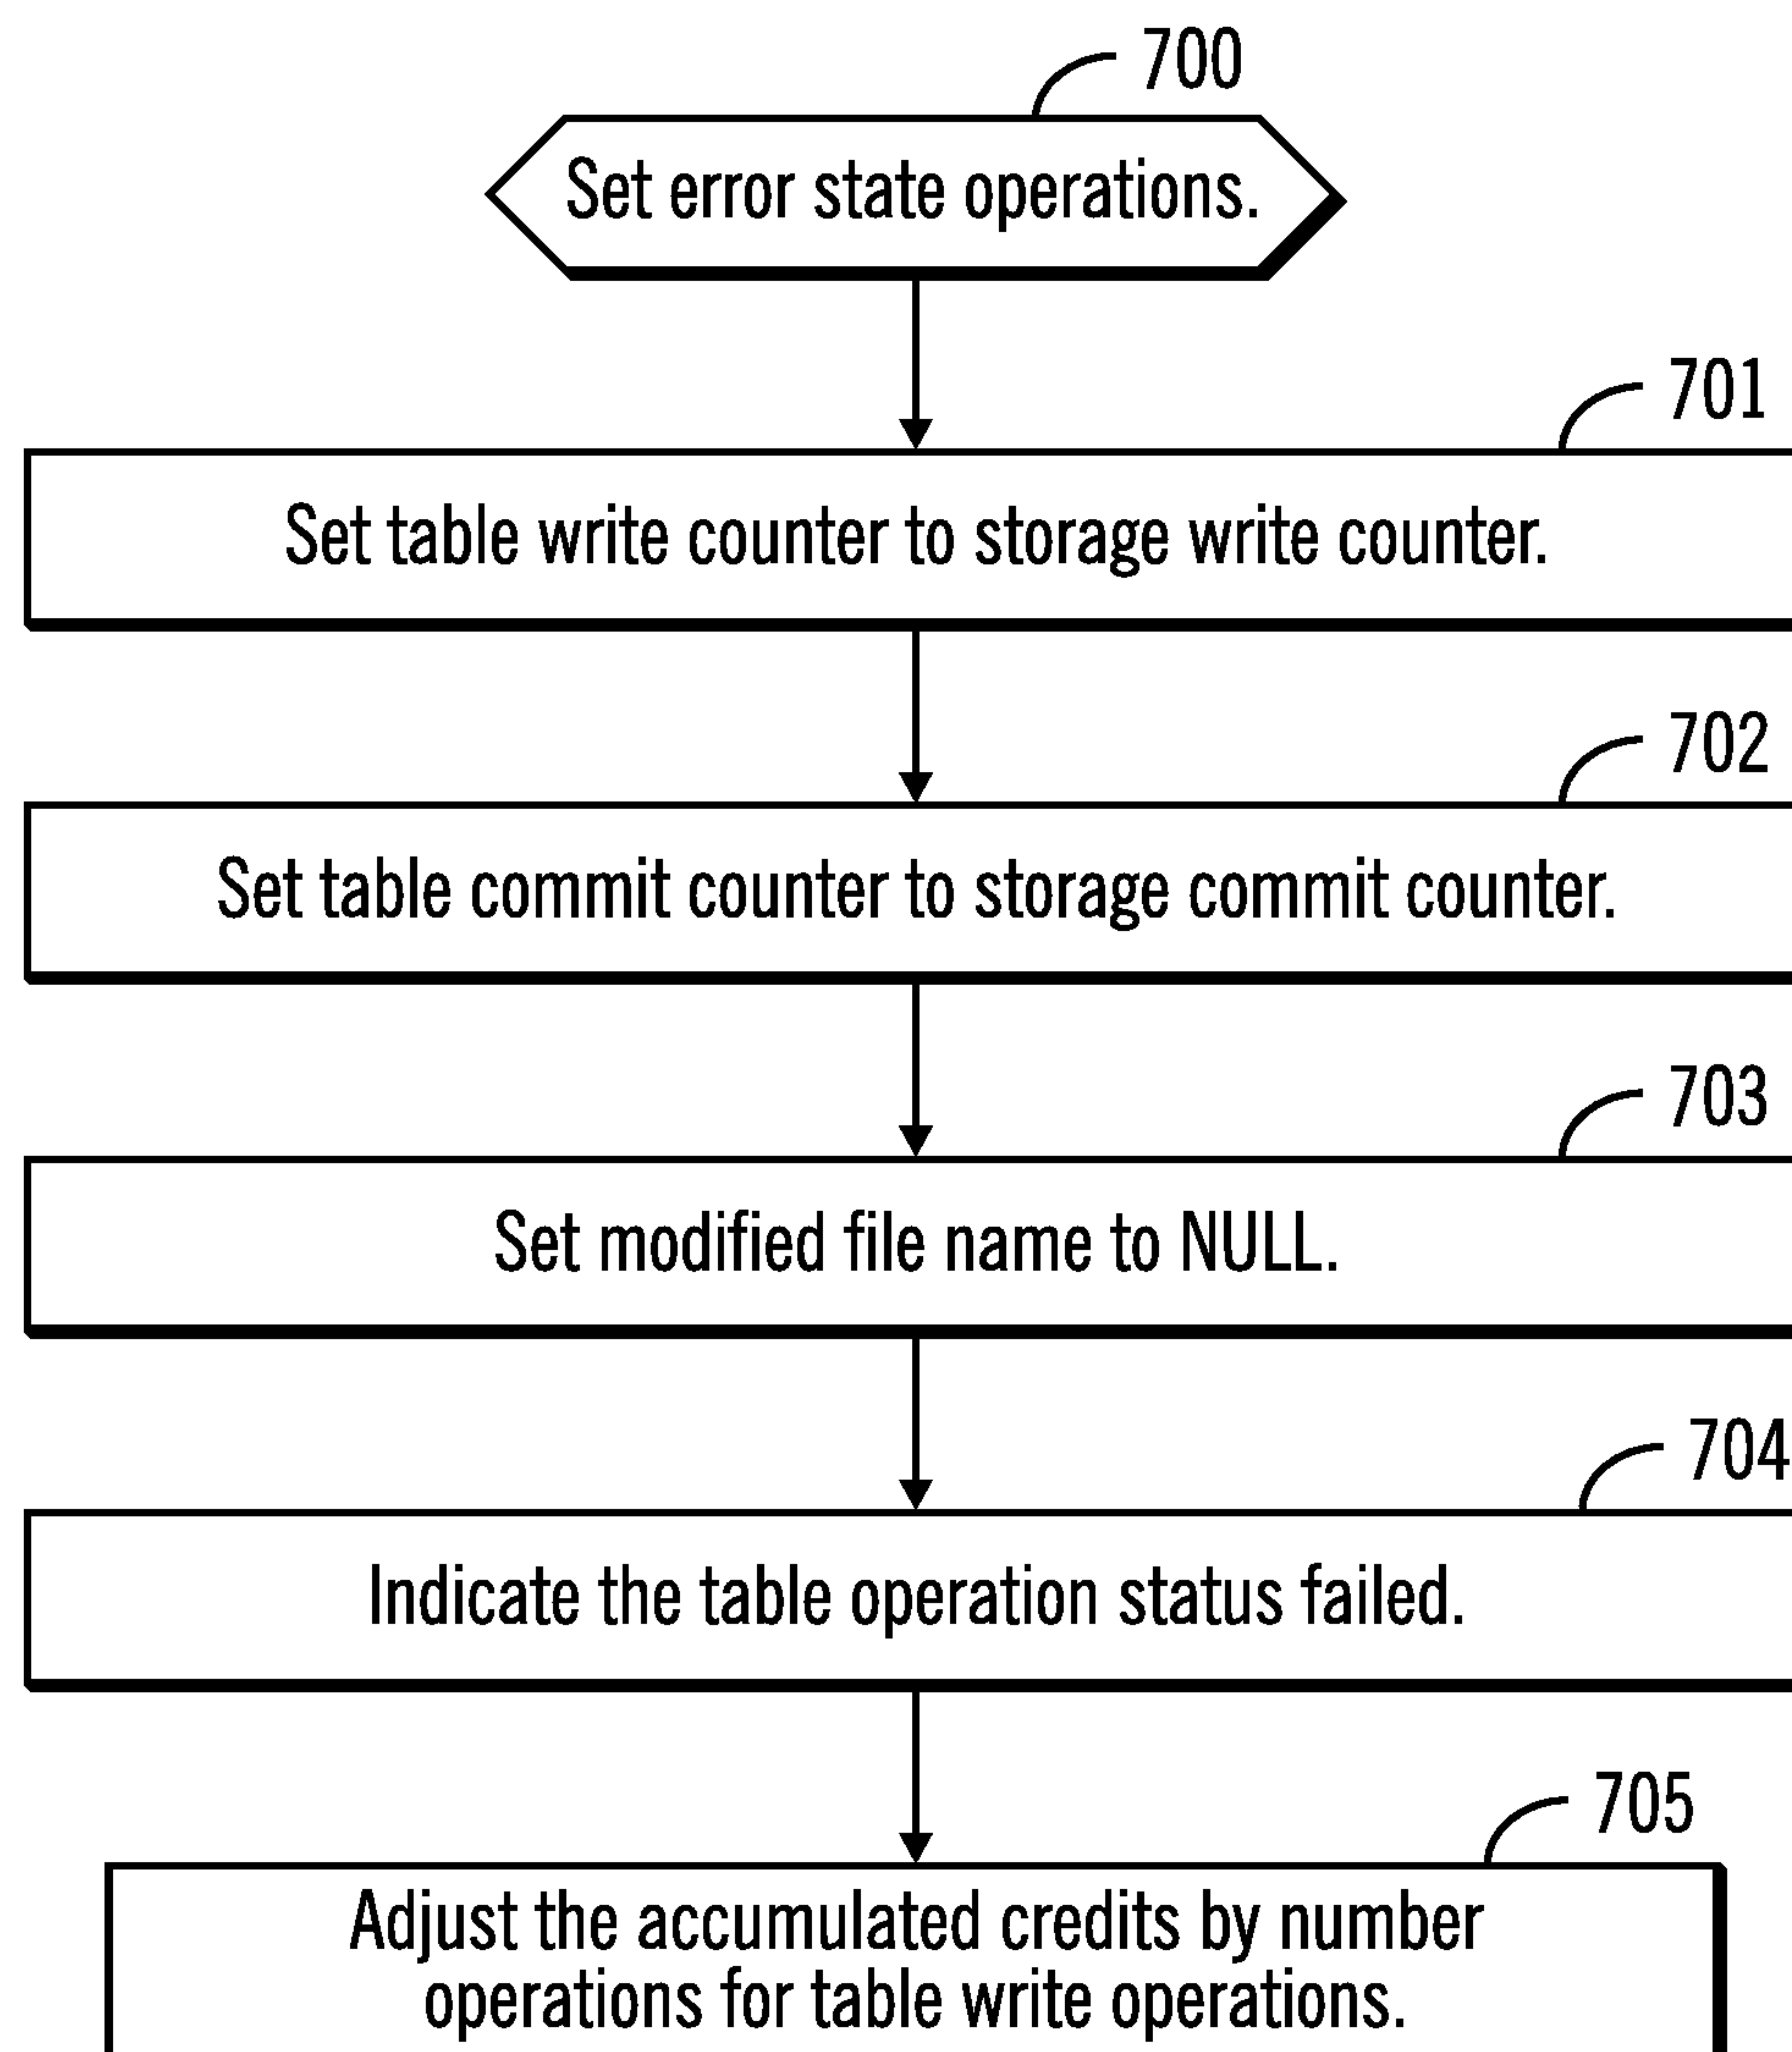 700
Set error state operations.
701
Set table write counter to storage write counter.
702
Set table commit counter to storage commit counter.
703
Set modified file name to NULL.
704
Indicate the table operation status failed.
705
Adjust the accumulated credits by number
operations for table write operations.